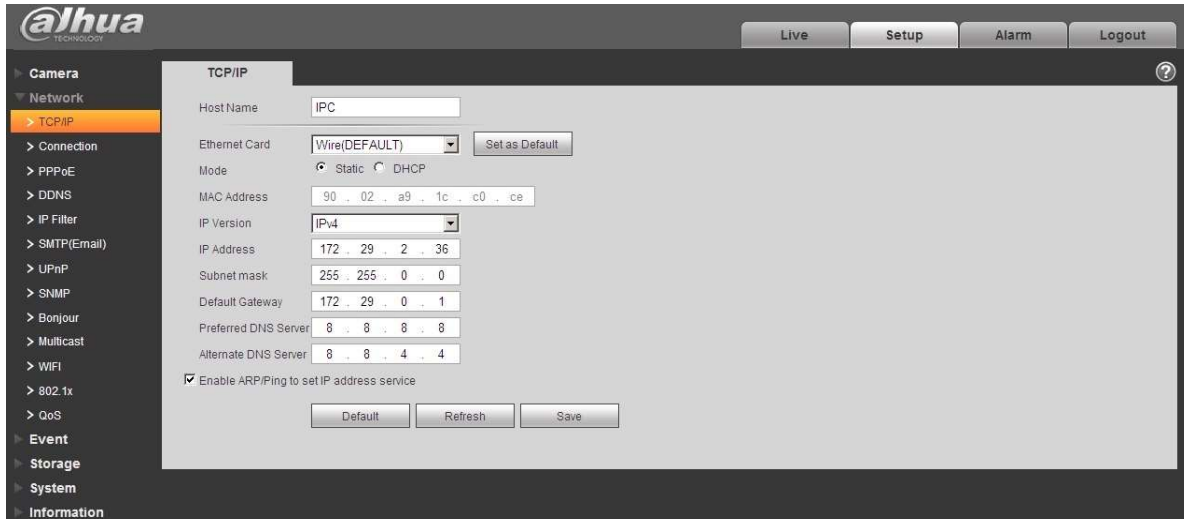 alhua
TECHNOLOGY
Live Setup Alarm Logout
Camera
Network
> TCP/IP
> Connection
> PPPoE
> DDNS
> IP Filter
> SMTP(Email)
> UPnP
> SNMP
> Bonjour
> Multicast
> WIFI
> 802.1x
> QoS
Event
Storage
System
Information
TCP/IP
?
Host Name IPC
Ethernet Card Wire(DEFAULT) Set as Default
Mode Static DHCP
MAC Address 90 . 02 . a9 . 1c . c0 . ce
IP Version IPv4
IP Address 172 . 29 . 2 . 36
Subnet mask 255 . 255 . 0 . 0
Default Gateway 172 . 29 . 0 . 1
Preferred DNS Server 8 . 8 . 8 . 8
Alternate DNS Server 8 . 8 . 4 . 4
Enable ARP/Ping to set IP address service
Default Refresh Save